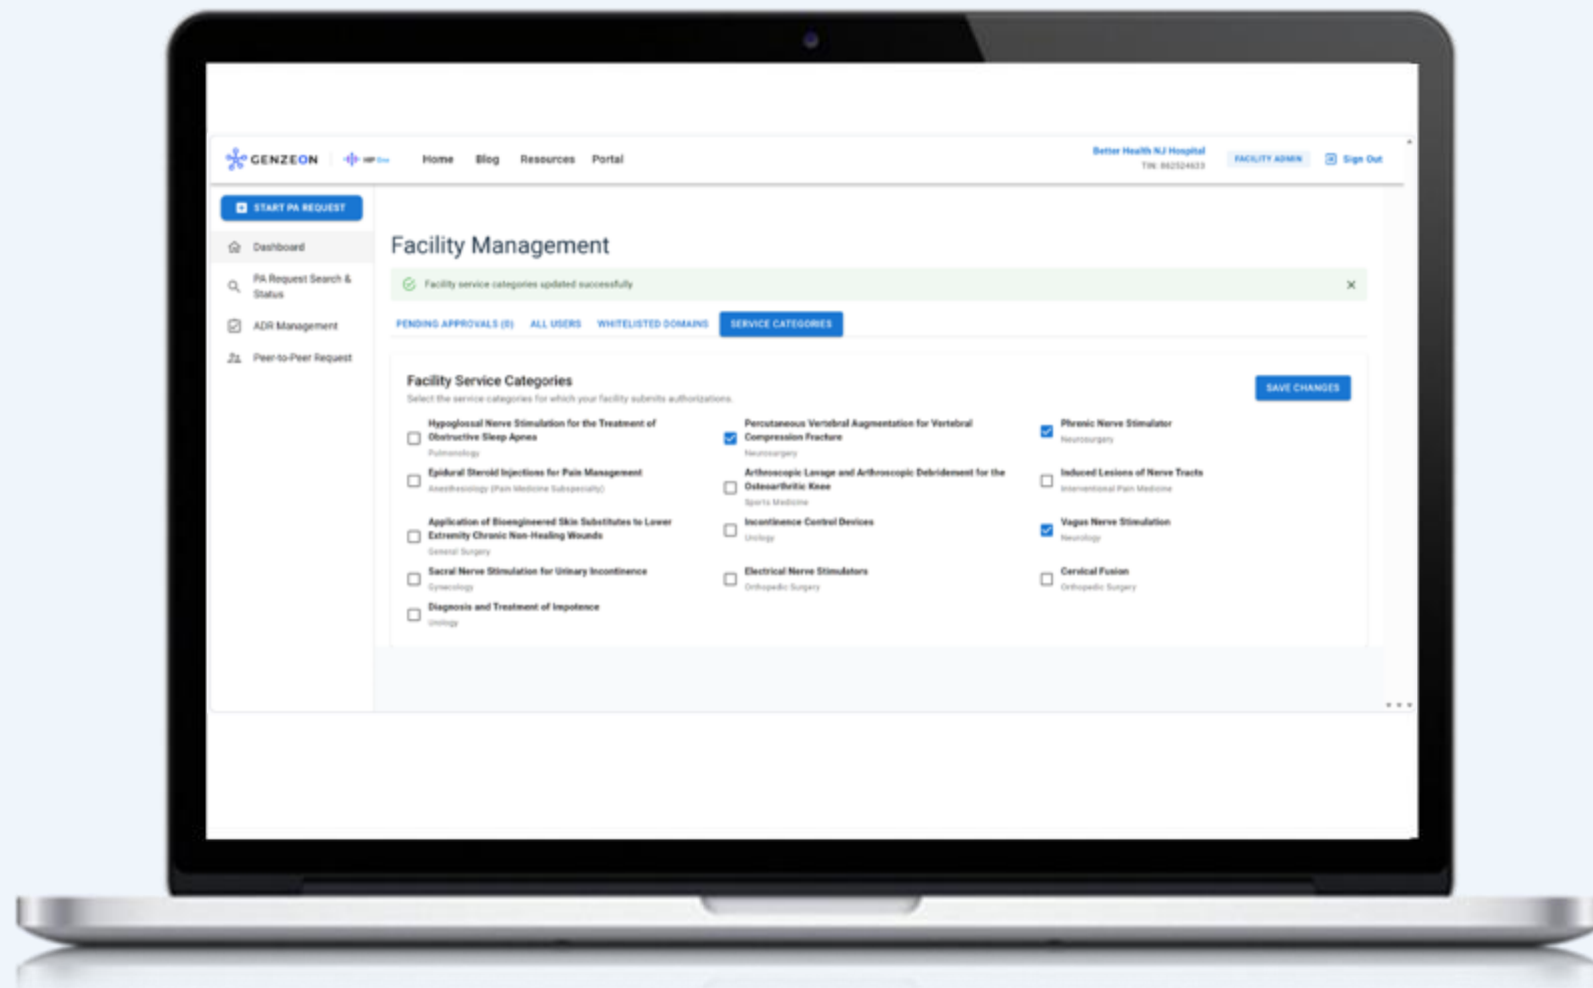 GENZEON
HIP One
Home Blog Resources Portal
Better Health NJ Hospital
TIN: 862524633
FACILITY ADMIN
Sign Out
START PA REQUEST
Dashboard
PA Request Search &
Status
ADR Management
Peer-to-Peer Request
Facility Management
Facility service categories updated successfully
PENDING APPROVALS (0) ALL USERS WHITELISTED DOMAINS SERVICE CATEGORIES
Facility Service Categories
Select the service categories for which your facility submits authorizations.
SAVE CHANGES
Hypoglossal Nerve Stimulation for the Treatment of
Obstructive Sleep Apnea
Pulmonology
Percutaneous Vertebral Augmentation for Vertebral
Compression Fracture
Neurosurgery
Phrenic Nerve Stimulator
Neurosurgery
Epidural Steroid Injections for Pain Management
Anesthesiology (Pain Medicine Subspecialty)
Arthroscopic Lavage and Arthroscopic Debridement for the
Osteoarthritic Knee
Sports Medicine
Induced Lesions of Nerve Tracts
Interventional Pain Medicine
Application of Bioengineered Skin Substitutes to Lower
Extremity Chronic Non-Healing Wounds
General Surgery
Incontinence Control Devices
Urology
Vagus Nerve Stimulation
Neurology
Sacral Nerve Stimulation for Urinary Incontinence
Gynecology
Electrical Nerve Stimulators
Orthopedic Surgery
Cervical Fusion
Orthopedic Surgery
Diagnosis and Treatment of Impotence
Urology